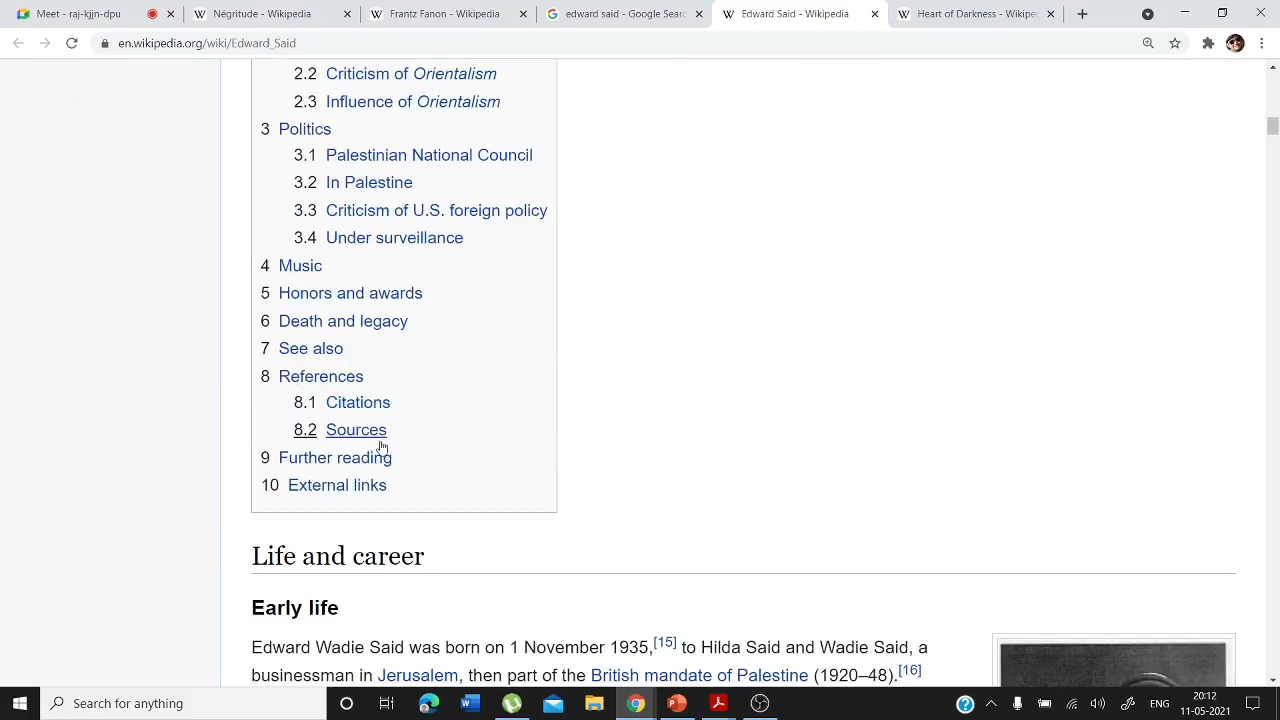 Meet - raj-kjjn-dpu
Négritude - Wikipedia
Frantz Fanon - Wikipedia
edward said - Google Searc
Edward Said - Wikipedia
Heart of Darkness - Wikipe
en.wikipedia.org/wiki/Edward_Said
2.2 Criticism of Orientalism
2.3 Influence of Orientalism
3 Politics
3.1 Palestinian National Council
3.2 In Palestine
3.3 Criticism of U.S. foreign policy
3.4 Under surveillance
4 Music
5 Honors and awards
6 Death and legacy
7 See also
8 References
8.1 Citations
8.2 Sources
9 Further reading
10 External links
Life and career
Early life
Edward Wadie Said was born on 1 November 1935,[15] to Hilda Said and Wadie Said, a
businessman in Jerusalem, then part of the British mandate of Palestine (1920–48).[16]
Search for anything
ENG
20:12
11-05-2021